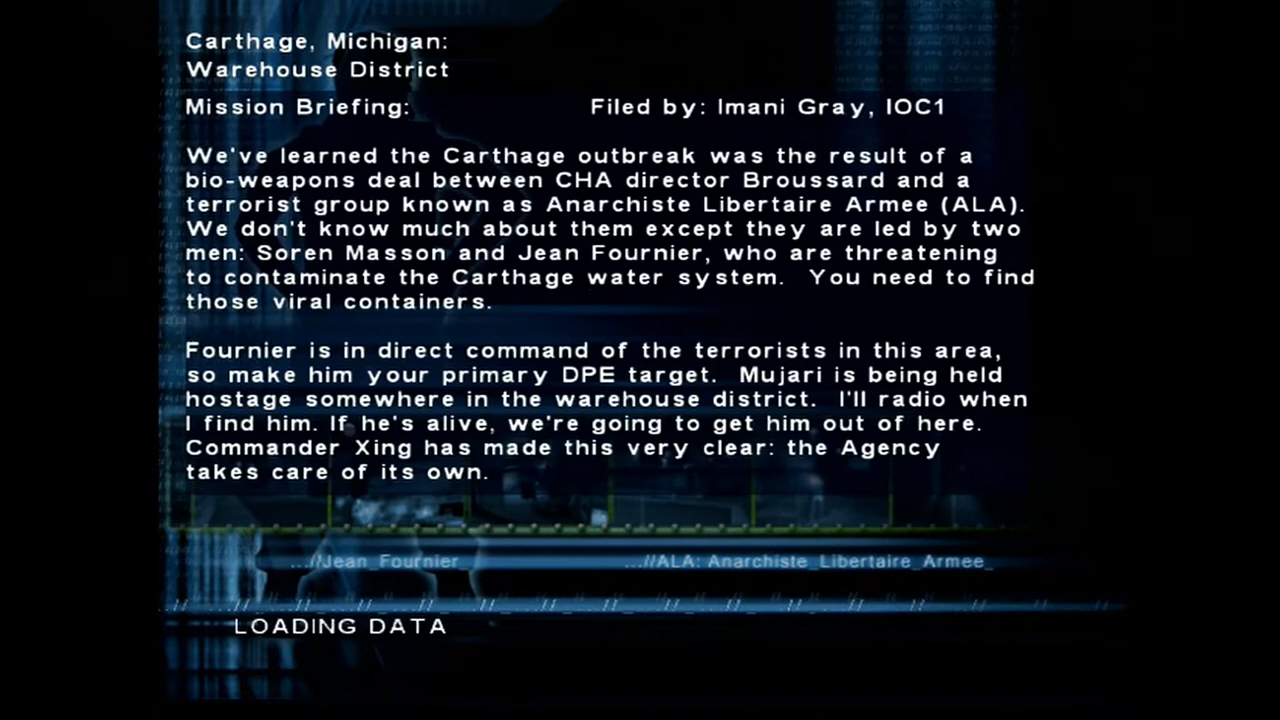 Carthage, Michigan:
Warehouse District
Mission Briefing: Filed by: Imani Gray, IOC1
We've learned the Carthage outbreak was the result of a
bio-weapons deal between CHA director Broussard and a
terrorist group known as Anarchiste Libertaire Armee (ALA).
We don't know much about them except they are led by two
men: Soren Masson and Jean Fournier, who are threatening
to contaminate the Carthage water system. You need to find
those viral containers.
Fournier is in direct command of the terrorists in this area,
so make him your primary DPE target. Mujari is being held
hostage somewhere in the warehouse district. I'll radio when
I find him. If he's alive, we're going to get him out of here.
Commander Xing has made this very clear: the Agency
takes care of its own.
...//Jean_Fournier_ ...//ALA: Anarchiste_Libertaire_Armee_
LOADING DATA